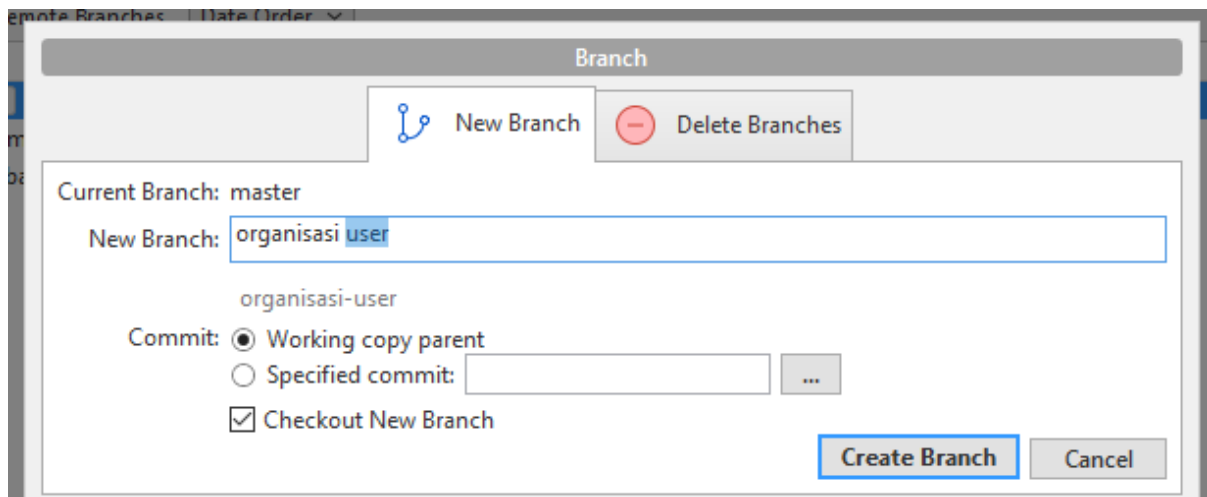 emote Branches Date Order
Branch
New Branch Delete Branches
Current Branch: master
New Branch: organisasi user
organisasi-user
Commit: Working copy parent
Specified commit: ...
Checkout New Branch
Create Branch Cancel